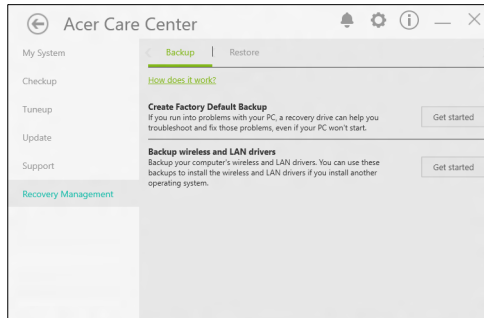 Acer Care Center
My System
Checkup
Tuneup
Update
Support
Recovery Management
Backup
Restore
How does it work?
Create Factory Default Backup
If you run into problems with your PC, a recovery drive can help you
troubleshoot and fix those problems, even if your PC won't start.
Get started
Backup wireless and LAN drivers
Backup your computer's wireless and LAN drivers. You can use these
backups to install the wireless and LAN drivers if you install another
operating system.
Get started